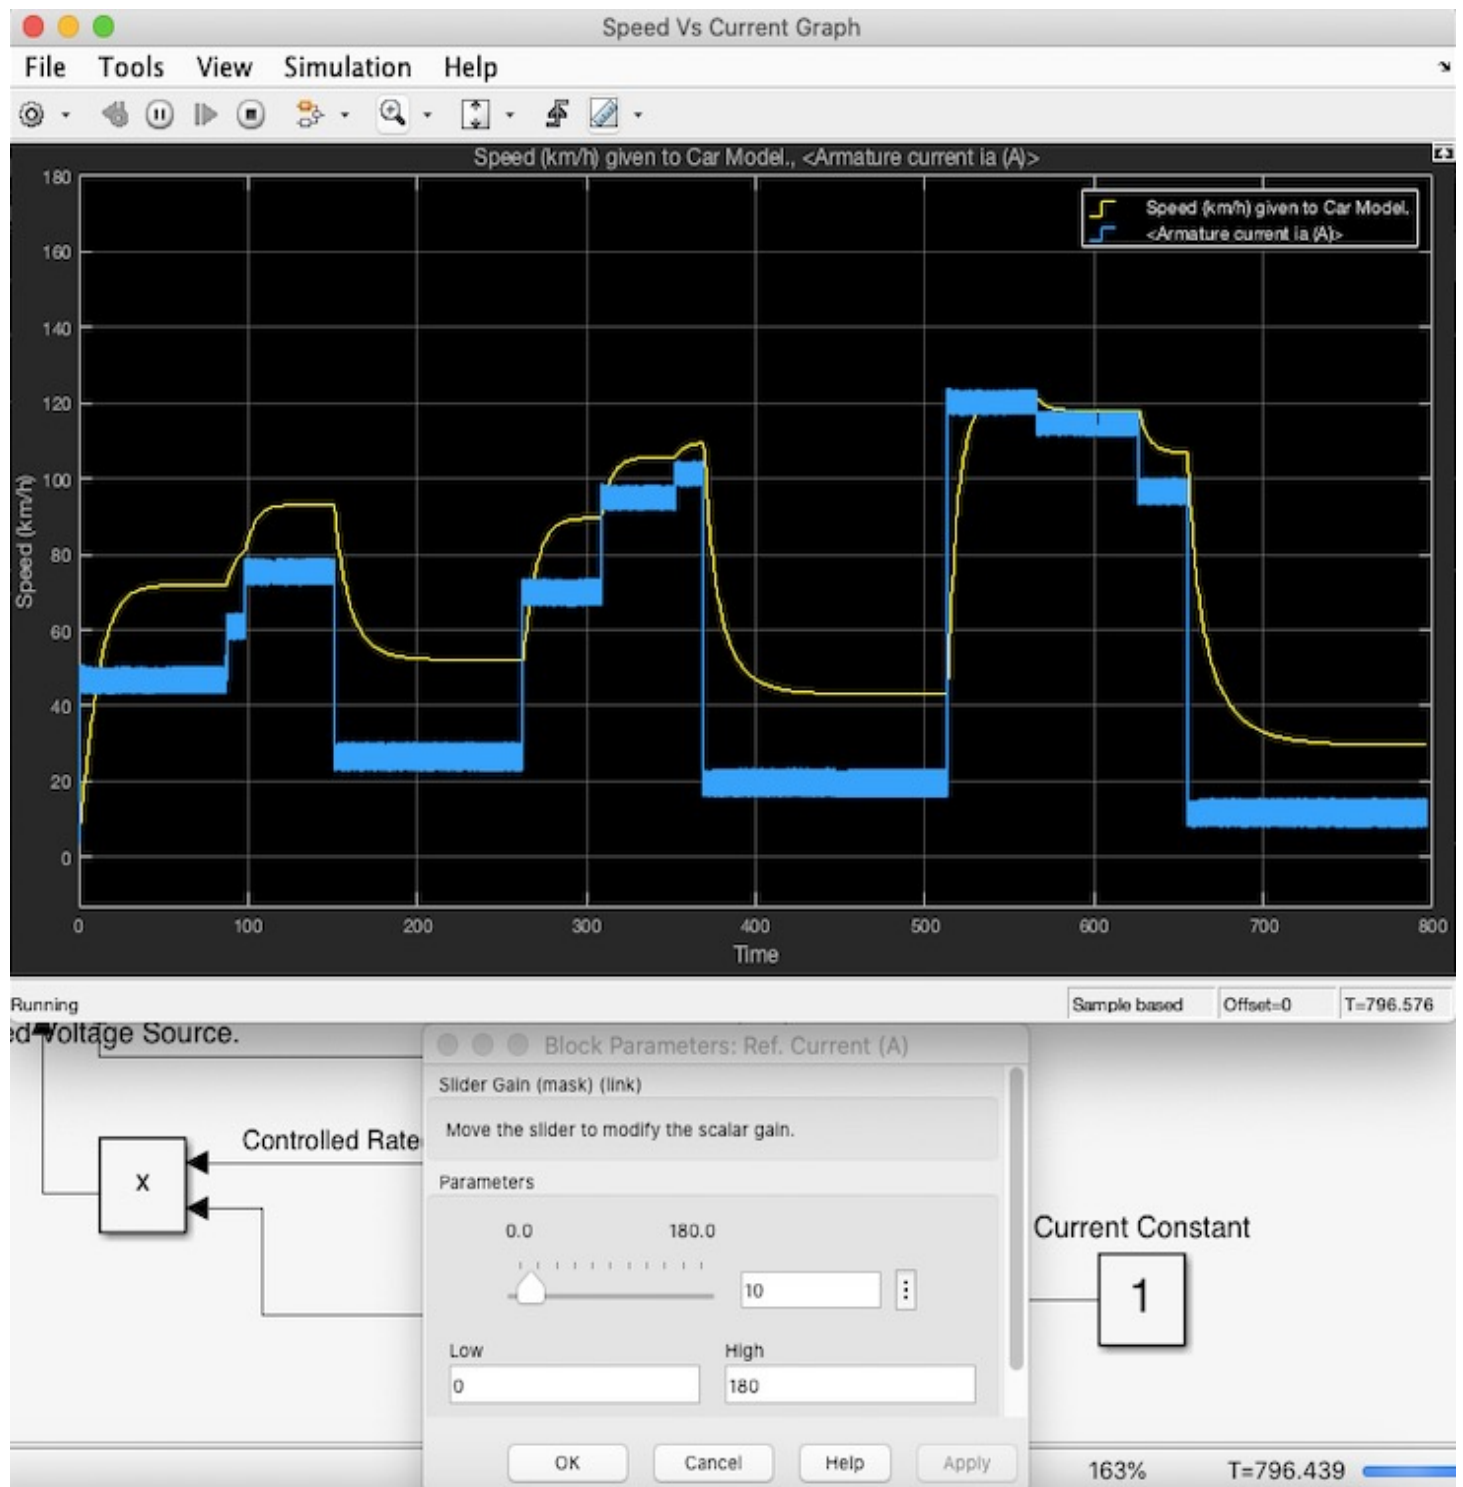 Speed Vs Current Graph
File Tools View Simulation Help
Speed (km/h) given to Car Model., <Armature current ia (A)>
Speed (km/h) given to Car Model.
<Armature current ia (A)>
180
160
140
120
100
80
60
40
20
0
Speed (km/h)
0 100 200 300 400 500 600 700 800
Time
Running Sample based Offset=0 T=796.576
ed Voltage Source.
Block Parameters: Ref. Current (A)
Slider Gain (mask) (link)
Move the slider to modify the scalar gain.
Controlled Rate
Parameters
x
0.0 180.0
Current Constant
10
1
Low High
0 180
OK Cancel Help Apply
163% T=796.439